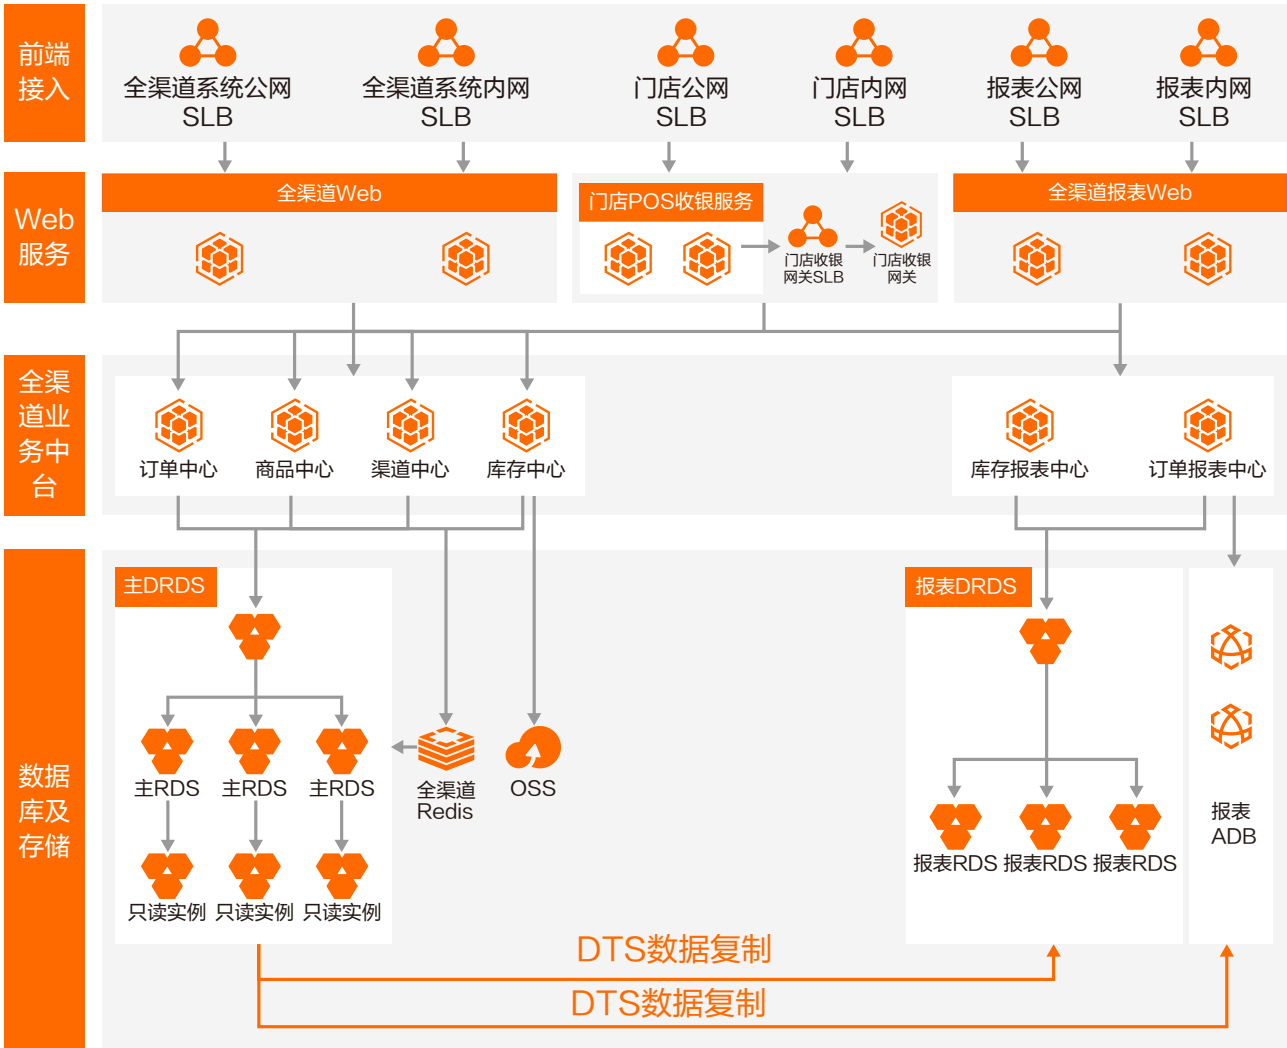 前端
接入
全渠道系统公网
SLB
全渠道系统内网
SLB
门店公网
SLB
门店内网
SLB
报表公网
SLB
报表内网
SLB
Web
服务
全渠道Web
门店POS收银服务
门店收银
网关SLB
门店收银
网关
全渠道报表Web
全渠
道业
务中
台
订单中心
商品中心
渠道中心
库存中心
库存报表中心
订单报表中心
数据
库及
存储
主DRDS
主RDS
主RDS
主RDS
只读实例
只读实例
只读实例
全渠道
Redis
OSS
报表DRDS
报表RDS
报表RDS
报表RDS
报表
ADB
DTS数据复制
DTS数据复制